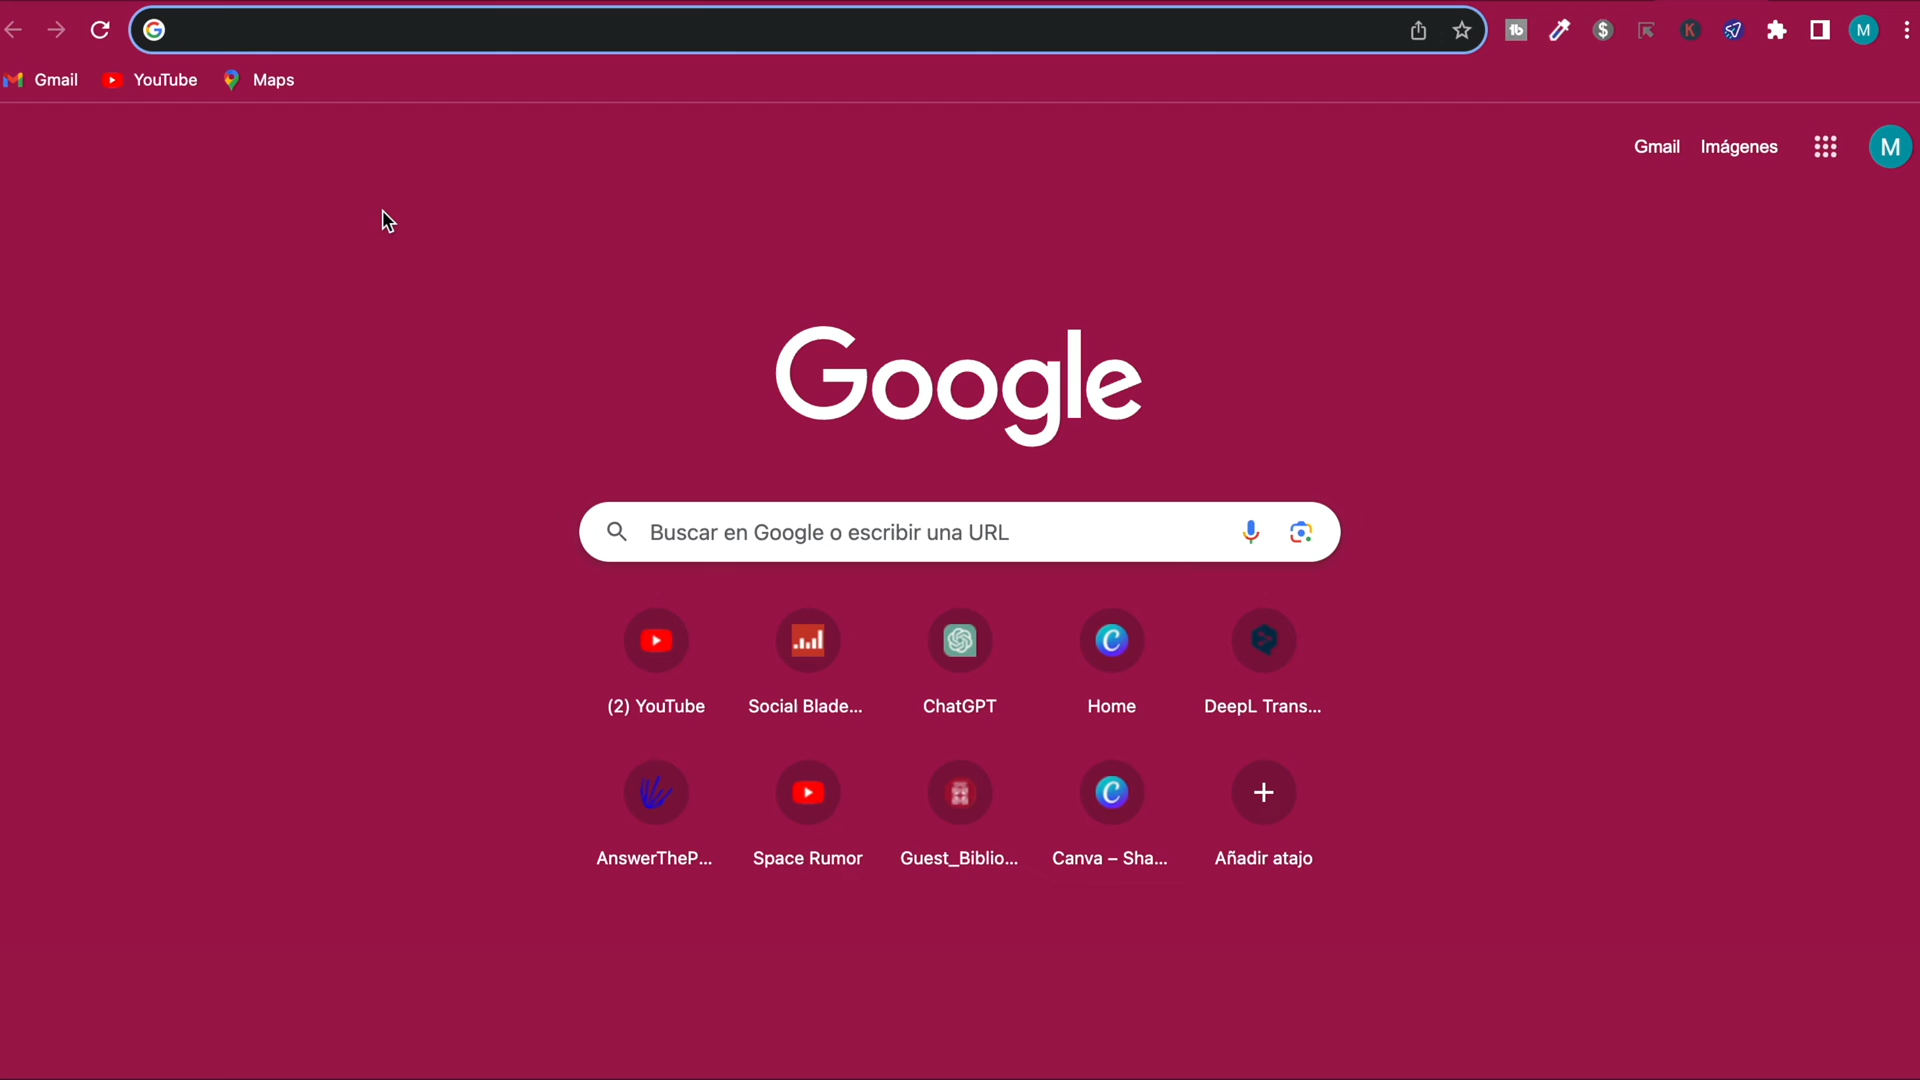 tb
$
K
M
Gmail
YouTube
Maps
Gmail
Imágenes
M
Google
Buscar en Google o escribir una URL
(2) YouTube
Social Blade...
ChatGPT
Home
DeepL Trans...
AnswerTheP...
Space Rumor
Guest_Biblio...
Canva – Sha...
Añadir atajo